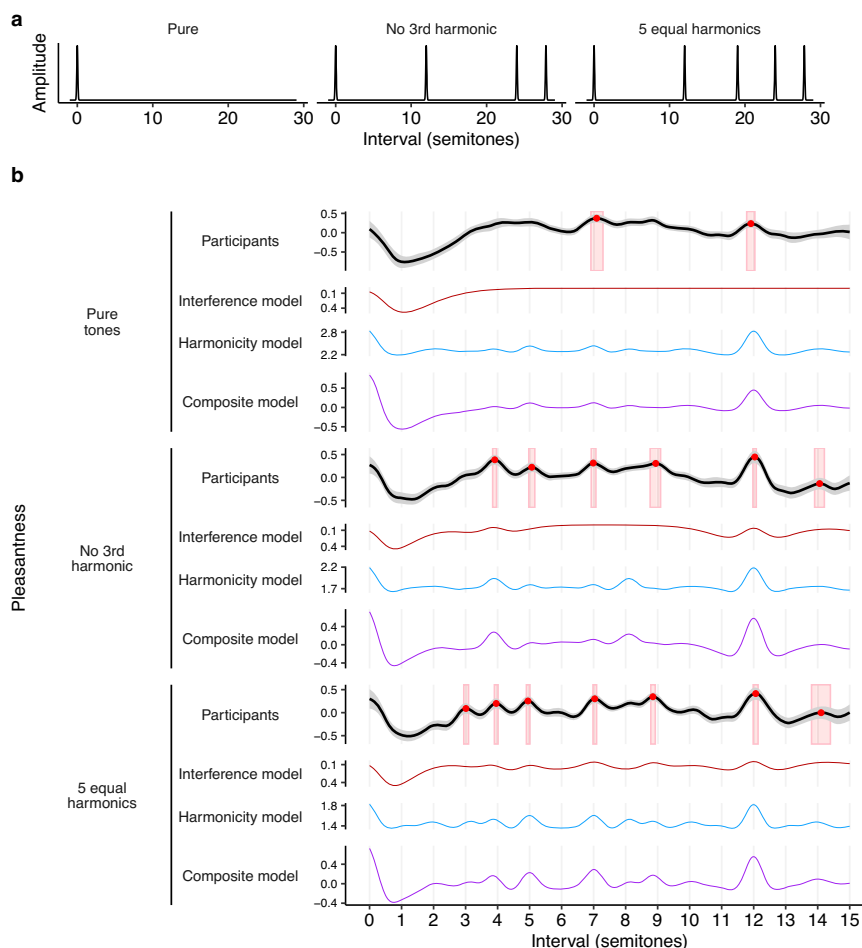 a
Pure
No 3rd harmonic
5 equal harmonics
Amplitude
0 10 20 30
0 10 20 30
0 10 20 30
Interval (semitones)
b
Pleasantness
Pure
tones
Participants
0.5
0.0
−0.5
Interference model
0.1
0.4
Harmonicity model
2.8
2.2
Composite model
0.5
0.0
−0.5
No 3rd
harmonic
Participants
0.5
0.0
−0.5
Interference model
0.1
0.4
Harmonicity model
2.2
1.7
Composite model
0.4
0.0
−0.4
5 equal
harmonics
Participants
0.5
0.0
−0.5
Interference model
0.1
0.4
Harmonicity model
1.8
1.4
Composite model
0.4
0.0
−0.4
0 1 2 3 4 5 6 7 8 9 10 11 12 13 14 15
Interval (semitones)